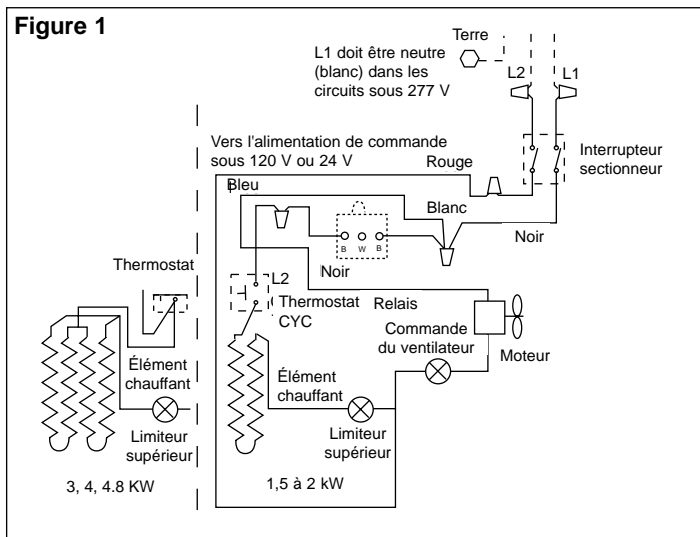 Figure 1
Terre
L1 doit être neutre
(blanc) dans les
circuits sous 277 V
L2
L1
Interrupteur
sectionneur
Vers l'alimentation de commande
sous 120 V ou 24 V
Rouge
Bleu
Blanc
Noir
B W B
Noir
L2
Thermostat
Thermostat
CYC
Relais
Commande
du ventilateur
Moteur
Élément
chauffant
Élément
chauffant
Limiteur
supérieur
Limiteur
supérieur
3, 4, 4.8 KW
1,5 à 2 kW